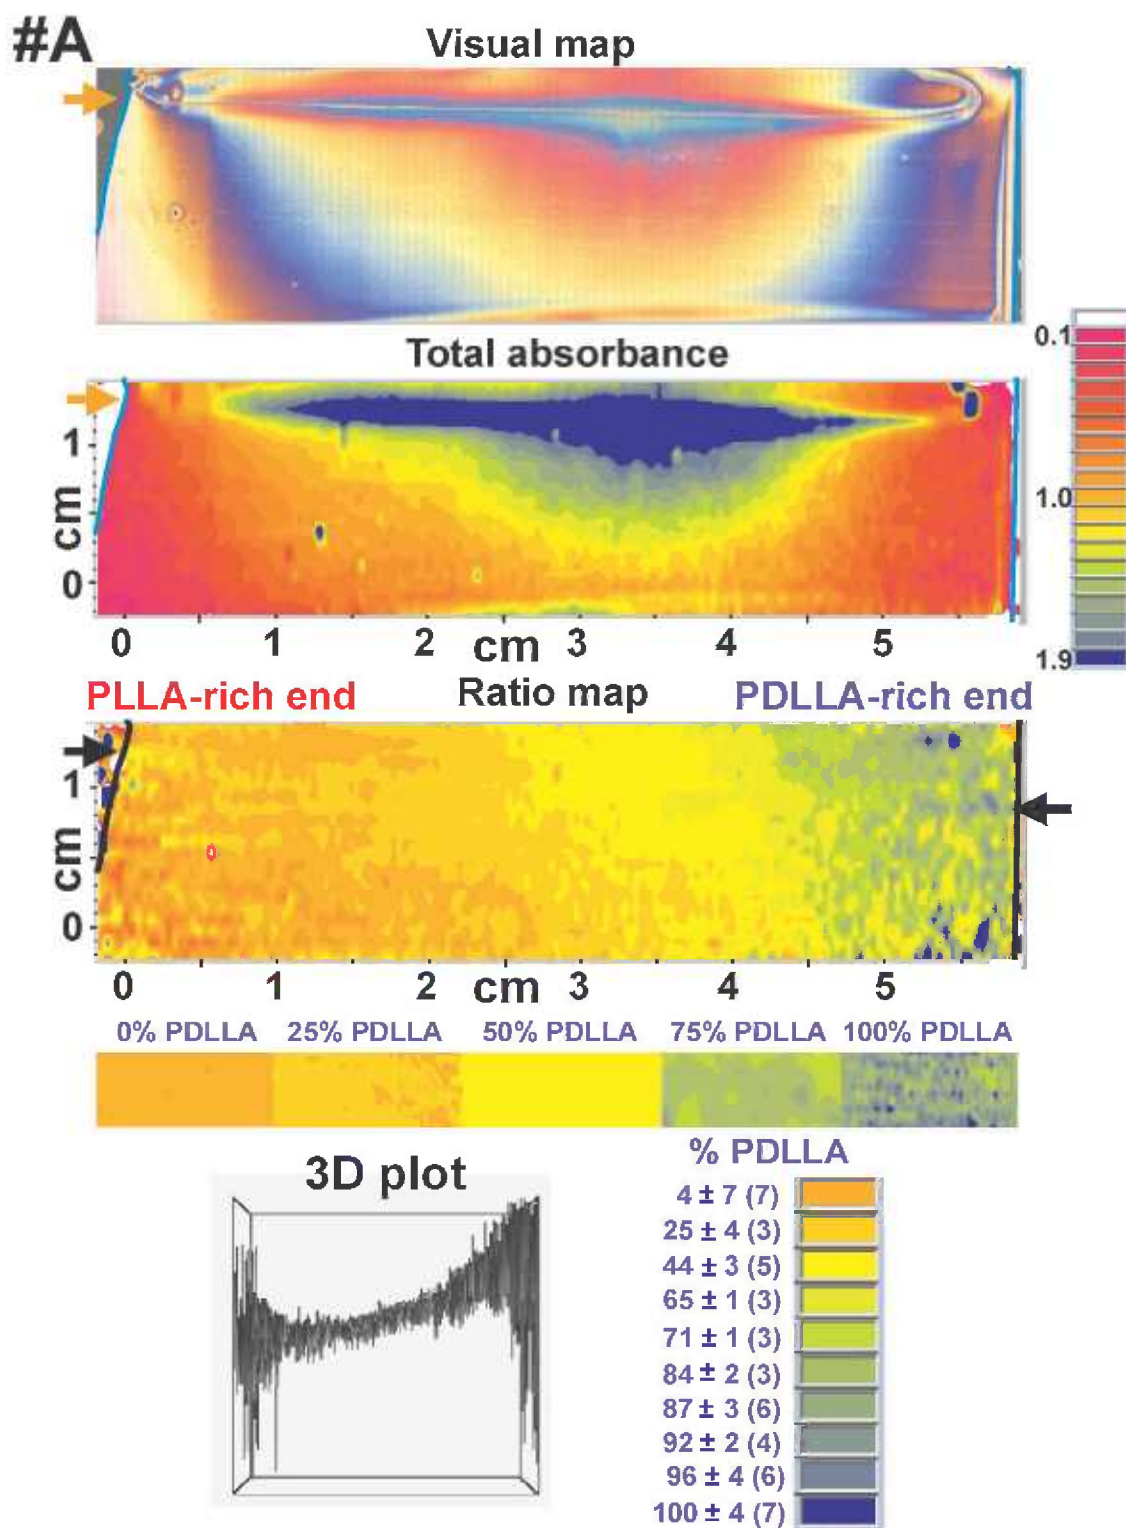 #A
Visual map
Total absorbance
0.1
1.0
1.9
1
cm
0
0 1 2 cm 3 4 5
PLLA-rich end Ratio map PDLLA-rich end
1
cm
0
0 1 2 cm 3 4 5
0% PDLLA 25% PDLLA 50% PDLLA 75% PDLLA 100% PDLLA
3D plot
% PDLLA
4 ± 7 (7)
25 ± 4 (3)
44 ± 3 (5)
65 ± 1 (3)
71 ± 1 (3)
84 ± 2 (3)
87 ± 3 (6)
92 ± 2 (4)
96 ± 4 (6)
100 ± 4 (7)